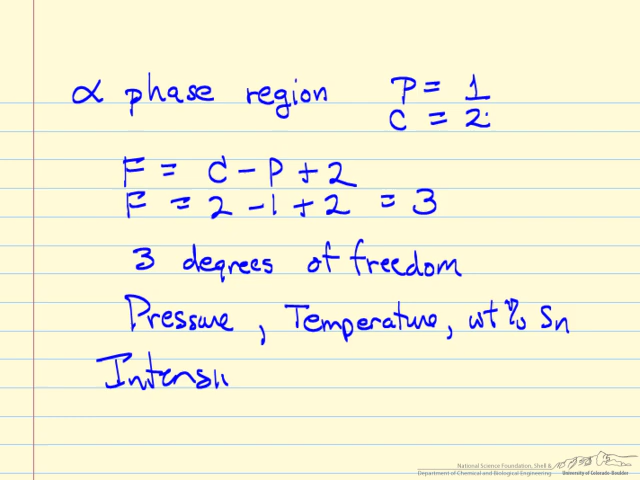 α phase region P = 1
C = 2
F = C - P + 2
F = 2 - 1 + 2 = 3
3 degrees of freedom
Pressure, Temperature, wt% Sn
Intensi
National Science Foundation, Shell &
Department of Chemical and Biological Engineering University of Colorado-Boulder